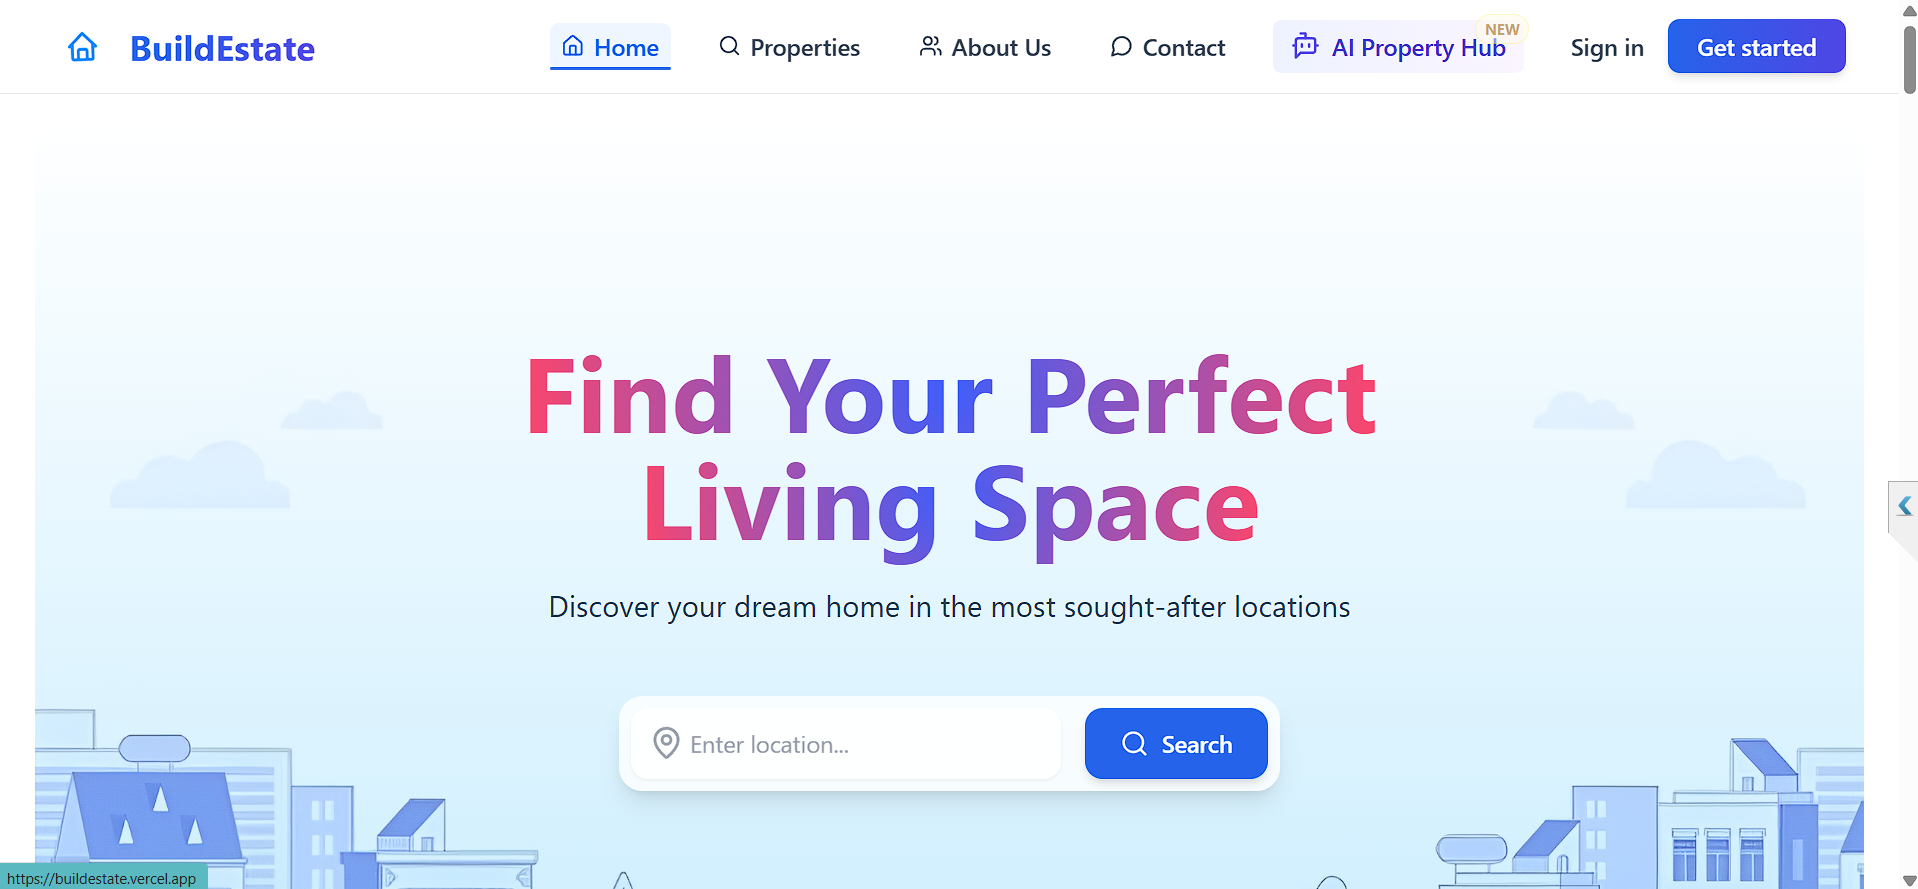 BuildEstate
Home
Properties
About Us
Contact
AI Property Hub
NEW
Sign in
Get started
Find Your Perfect
Living Space
Discover your dream home in the most sought-after locations
Enter location...
Search
https://buildestate.vercel.app